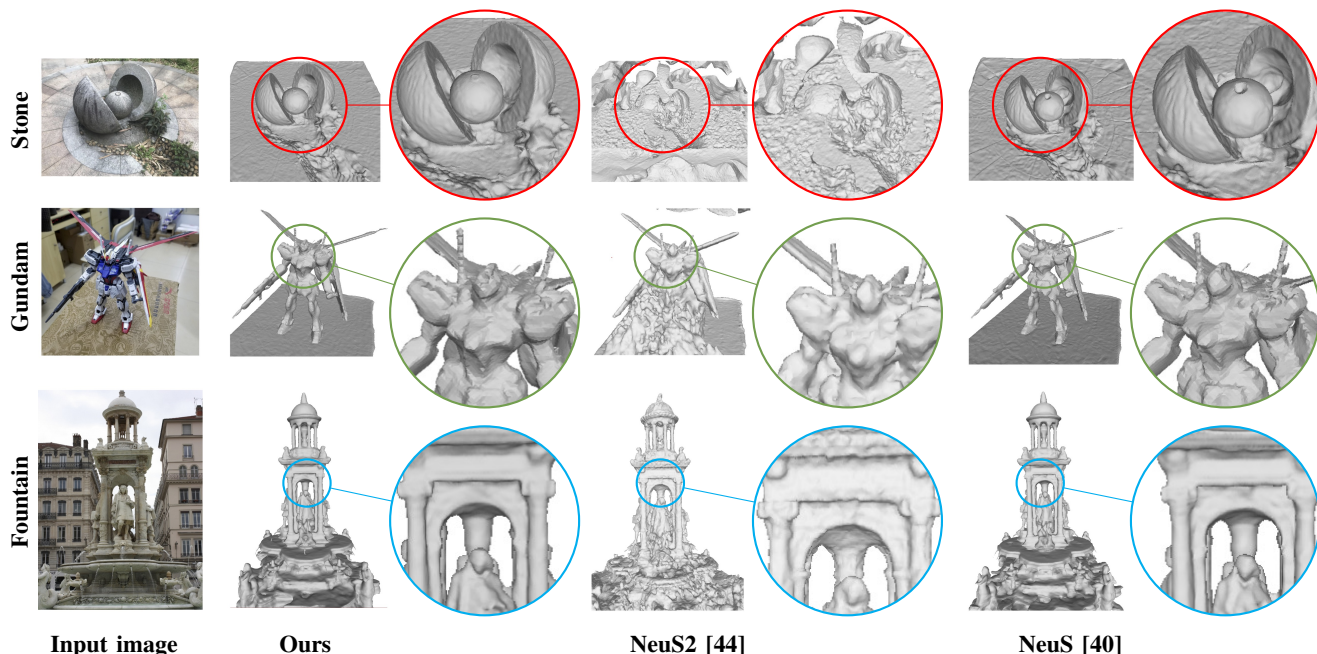 Stone
Gundam
Fountain
Input image
Ours
NeuS2 [44]
NeuS [40]